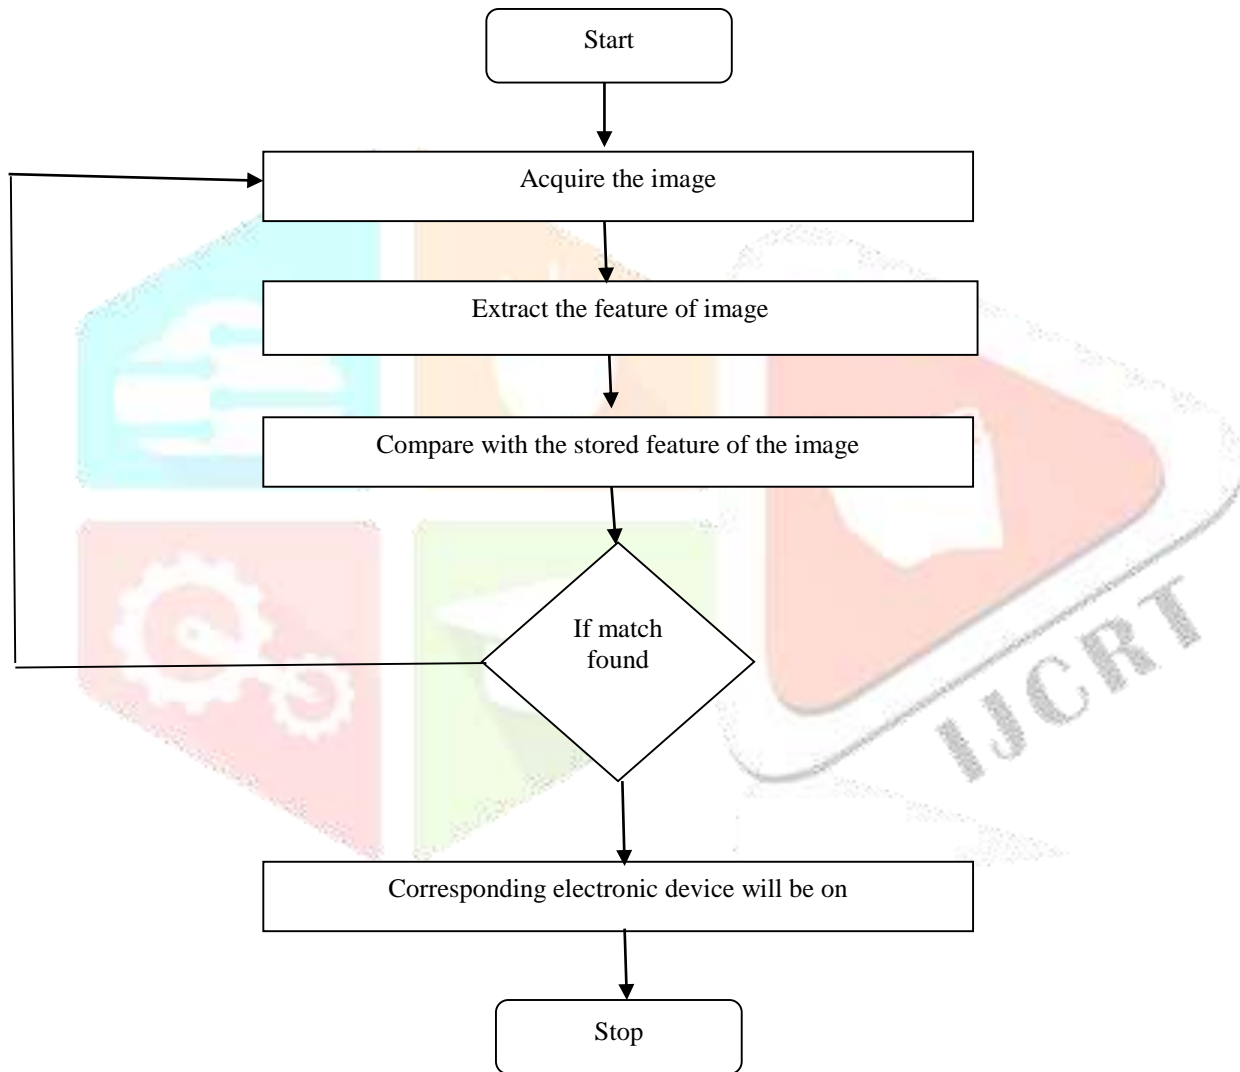 Start
Acquire the image
Extract the feature of image
Compare with the stored feature of the image
If match
found
IJCRT
Corresponding electronic device will be on
Stop